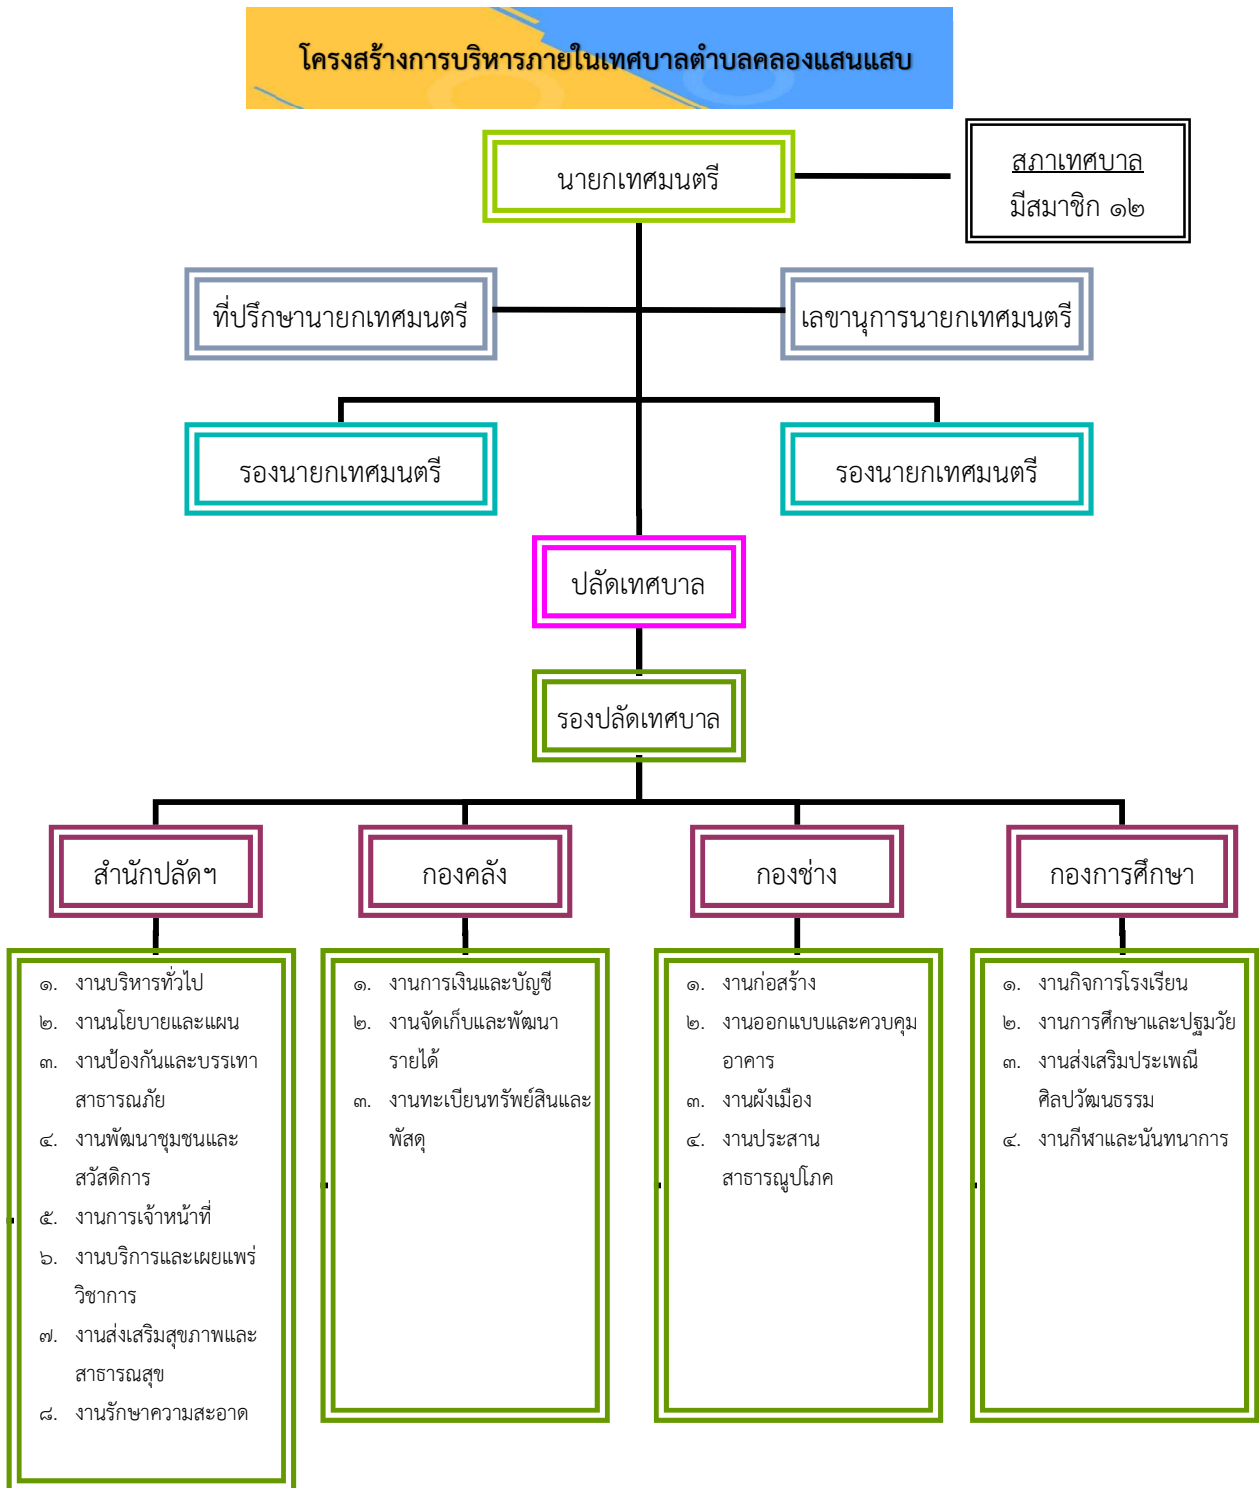 โครงสร้างการบริหารภายในเทศบาลตำบลคลองแสนแสบ
นายกเทศมนตรี
สภาเทศบาล
มีสมาชิก ๑๒
ที่ปรึกษานายกเทศมนตรี
เลขานุการนายกเทศมนตรี
รองนายกเทศมนตรี
รองนายกเทศมนตรี
ปลัดเทศบาล
รองปลัดเทศบาล
สำนักปลัดฯ
กองคลัง
กองช่าง
กองการศึกษา
๑. งานบริหารทั่วไป
๒. งานนโยบายและแผน
๓. งานป้องกันและบรรเทา
สาธารณภัย
๔. งานพัฒนาชุมชนและ
สวัสดิการ
๕. งานการเจ้าหน้าที่
๖. งานบริการและเผยแพร่
วิชาการ
๗. งานส่งเสริมสุขภาพและ
สาธารณสุข
๘. งานรักษาความสะอาด
๑. งานการเงินและบัญชี
๒. งานจัดเก็บและพัฒนา
รายได้
๓. งานทะเบียนทรัพย์สินและ
พัสดุ
๑. งานก่อสร้าง
๒. งานออกแบบและควบคุม
อาคาร
๓. งานผังเมือง
๔. งานประสาน
สาธารณูปโภค
๑. งานกิจการโรงเรียน
๒. งานการศึกษาและปฐมวัย
๓. งานส่งเสริมประเพณี
ศิลปวัฒนธรรม
๔. งานกีฬาและนันทนาการ